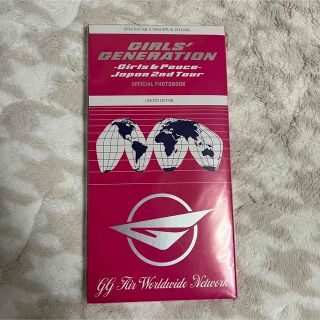 GIRLS'
GENERATION
-Girls & Peace-
Japan 2nd Tour
OFFICIAL PHOTOBOOK
LIMITED EDITION
GG Air Worldwide Network